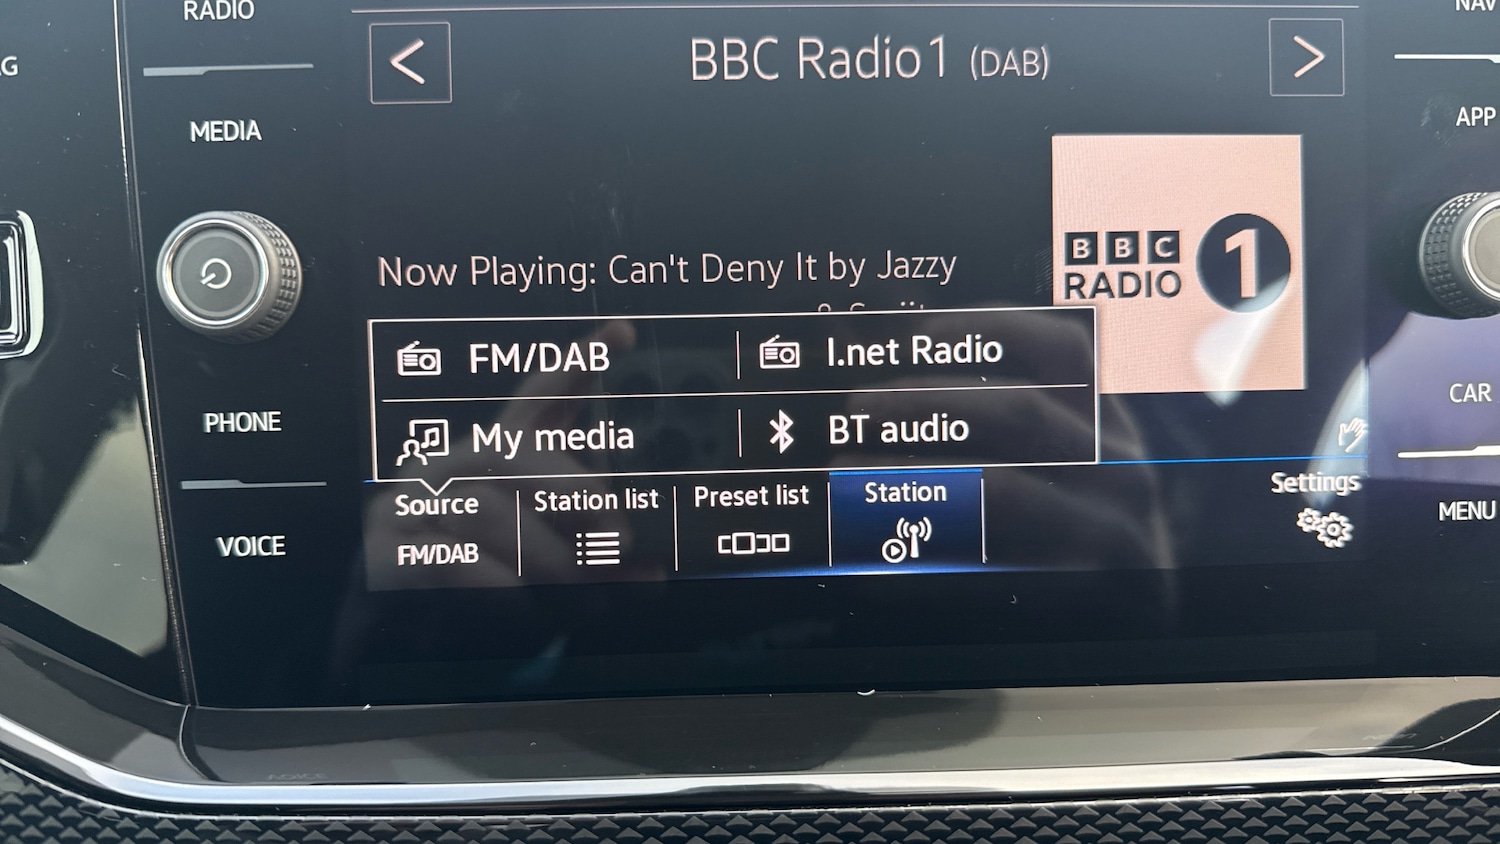 RADIO
NAV
BBC Radio1 (DAB)
MEDIA
APP
Now Playing: Can't Deny It by Jazzy
BBC
RADIO 1
FM/DAB
I.net Radio
My media
BT audio
PHONE
CAR
Source
Station list
Preset list
Station
Settings
FM/DAB
VOICE
MENU